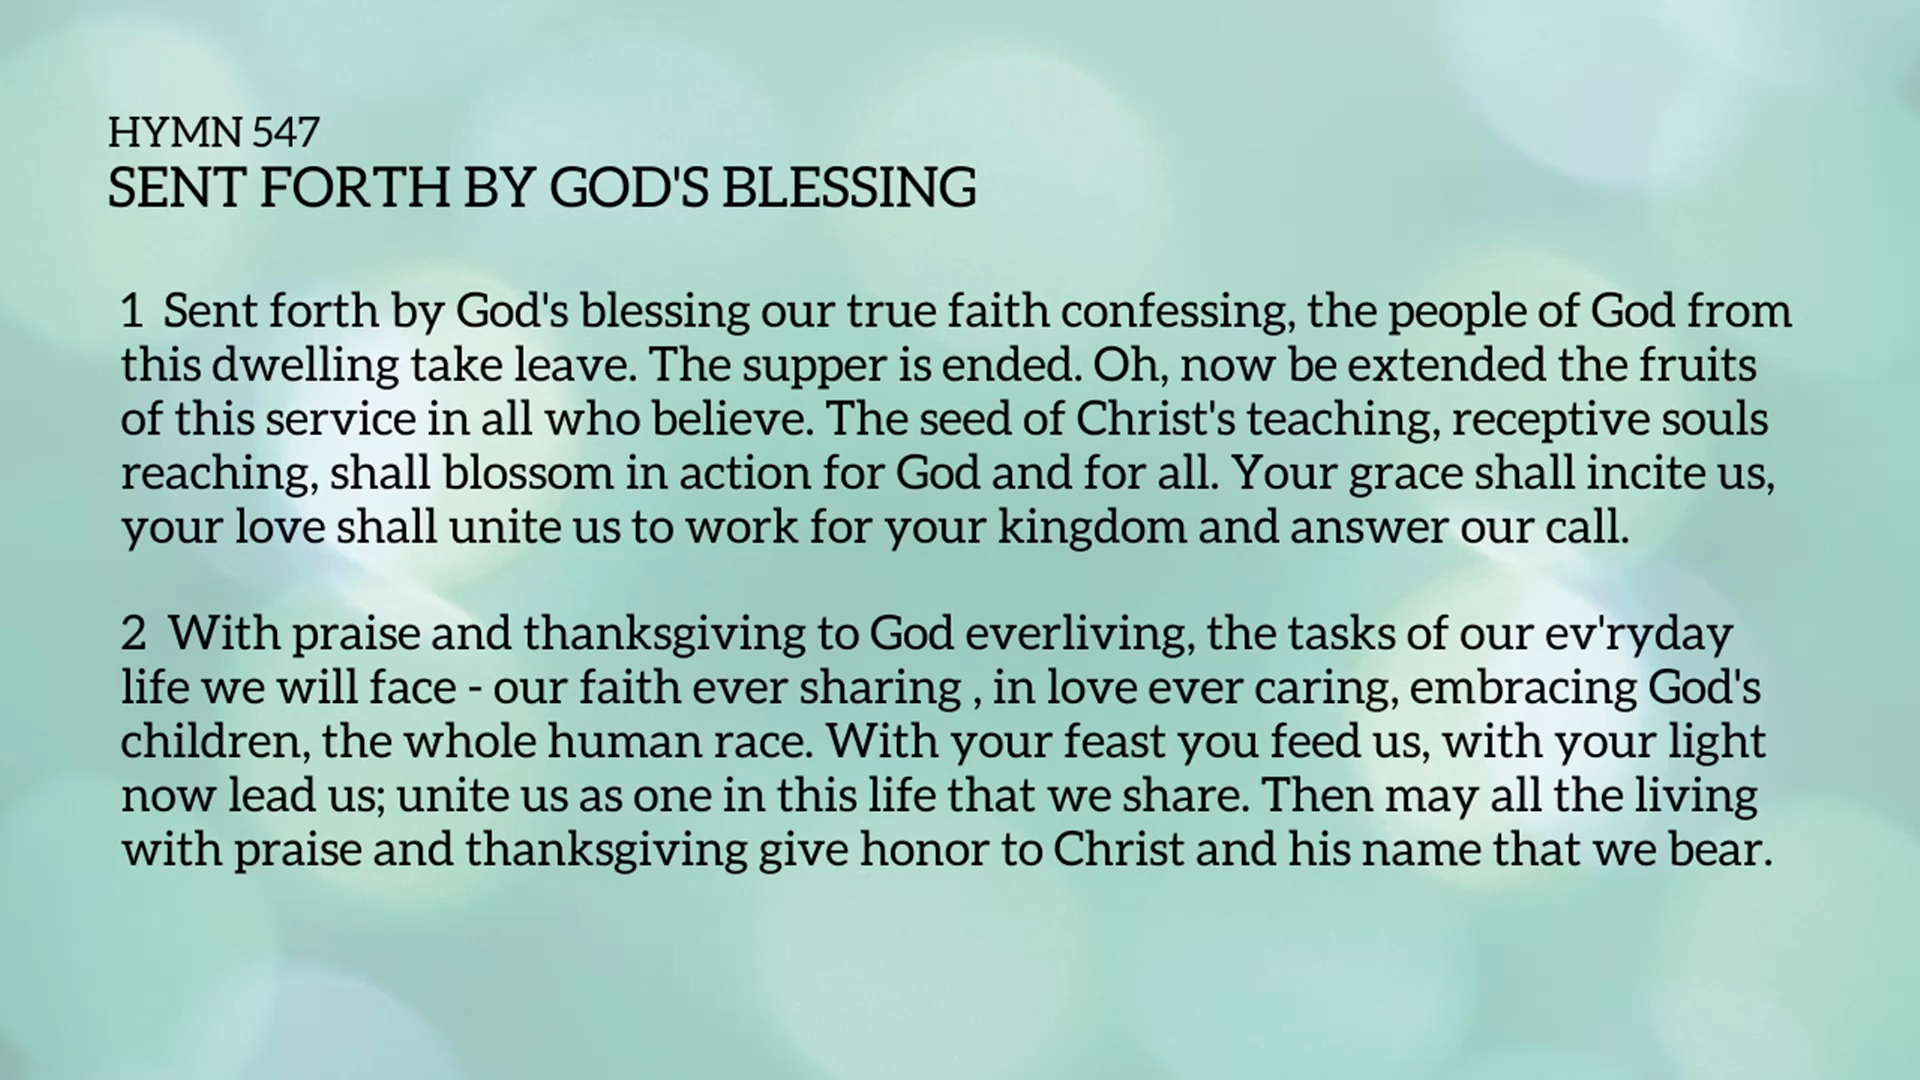 HYMN 547
SENT FORTH BY GOD'S BLESSING
1 Sent forth by God's blessing our true faith confessing, the people of God from
this dwelling take leave. The supper is ended. Oh, now be extended the fruits
of this service in all who believe. The seed of Christ's teaching, receptive souls
reaching, shall blossom in action for God and for all. Your grace shall incite us,
your love shall unite us to work for your kingdom and answer our call.
2 With praise and thanksgiving to God everliving, the tasks of our ev'ryday
life we will face - our faith ever sharing , in love ever caring, embracing God's
children, the whole human race. With your feast you feed us, with your light
now lead us; unite us as one in this life that we share. Then may all the living
with praise and thanksgiving give honor to Christ and his name that we bear.